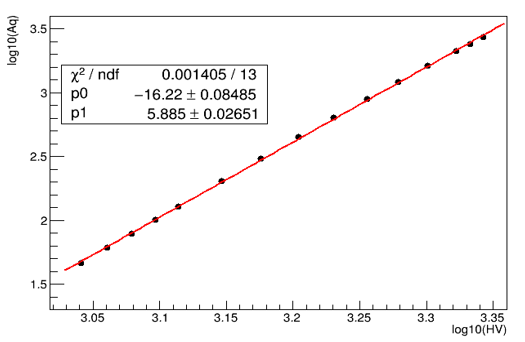 log10(Aq)
3.5
3
2.5
2
1.5
χ² / ndf 0.001405 / 13
p0 −16.22 ± 0.08485
p1 5.885 ± 0.02651
3.05 3.1 3.15 3.2 3.25 3.3 3.35
log10(HV)